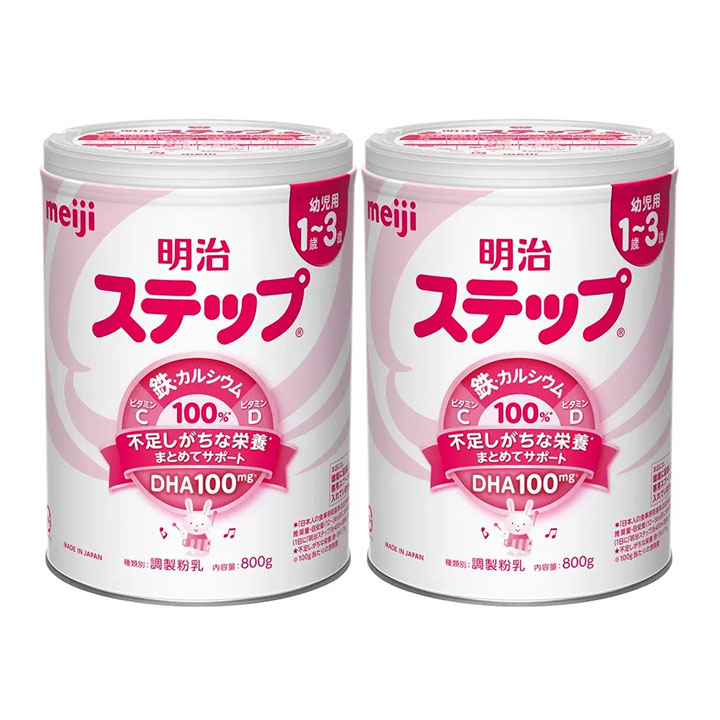 meiji
幼児用
1歳~3歳
明治
ステップ®
鉄・カルシウム
ビタミンC
100%*
ビタミンD
不足しがちな栄養★
まとめてサポート
DHA100mg※
MADE IN JAPAN
種類別:調製粉乳 内容量:800g
meiji
幼児用
1歳~3歳
明治
ステップ®
鉄・カルシウム
ビタミンC
100%*
ビタミンD
不足しがちな栄養★
まとめてサポート
DHA100mg※
MADE IN JAPAN
種類別:調製粉乳 内容量:800g